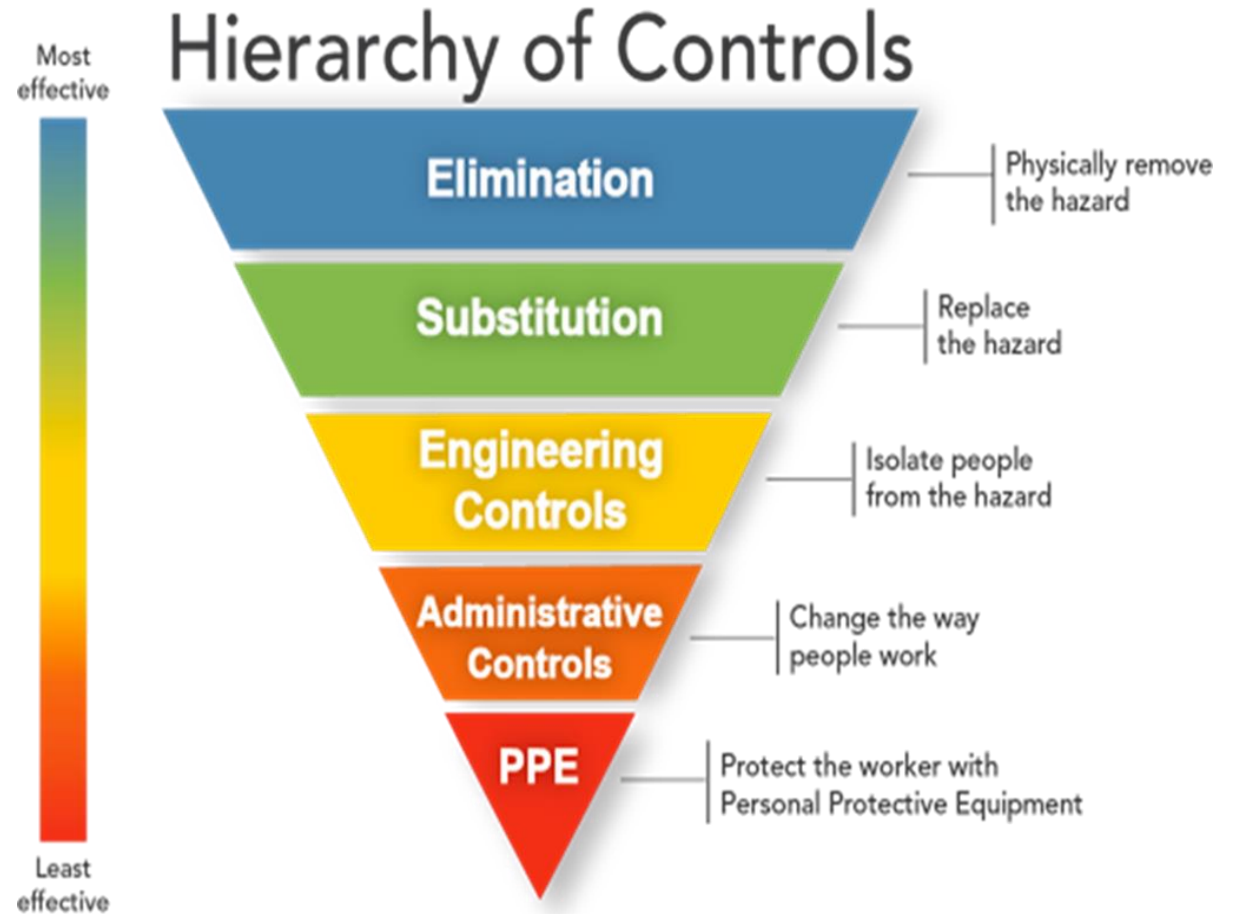 Hierarchy of Controls
Most
effective
Elimination
Physically remove
the hazard
Substitution
Replace
the hazard
Engineering
Controls
Isolate people
from the hazard
Administrative
Controls
Change the way
people work
PPE
Protect the worker with
Personal Protective Equipment
Least
effective